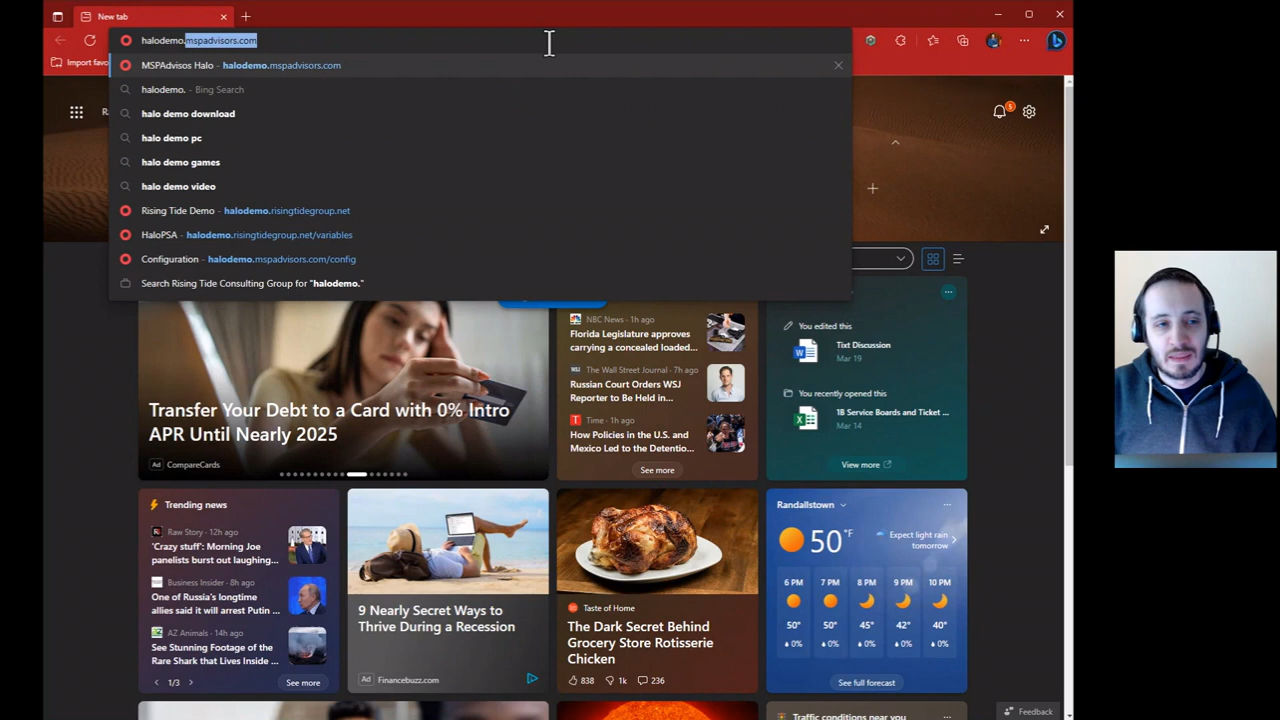 New tab
halodemo.mspadvisors.com
MSPAdvisos Halo - halodemo.mspadvisors.com
halodemo. - Bing Search
halo demo download
halo demo pc
halo demo games
halo demo video
Rising Tide Demo - halodemo.risingtidegroup.net
HaloPSA - halodemo.risingtidegroup.net/variables
Configuration - halodemo.mspadvisors.com/config
Search Rising Tide Consulting Group for "halodemo."
Import favo
R
5
Transfer Your Debt to a Card with 0% Intro
APR Until Nearly 2025
Ad CompareCards
NBC News · 1h ago
Florida Legislature approves
carrying a concealed loaded...
The Wall Street Journal · 7h ago
Russian Court Orders WSJ
Reporter to Be Held in...
Time · 1h ago
How Policies in the U.S. and
Mexico Led to the Detentio...
See more
You edited this
Tixt Discussion
Mar 19
You recently opened this
18 Service Boards and Ticket ...
Mar 14
View more
Trending news
Raw Story · 12h ago
'Crazy stuff': Morning Joe
panelists burst out laughing...
Business Insider · 8h ago
One of Russia's longtime
allies said it will arrest Putin ...
AZ Animals · 14h ago
See Stunning Footage of the
Rare Shark that Lives Inside ...
1/3
See more
9 Nearly Secret Ways to
Thrive During a Recession
Ad Financebuzz.com
Taste of Home
The Dark Secret Behind
Grocery Store Rotisserie
Chicken
838 1k 236
Randallstown
50 °F
Expect light rain
tomorrow
6 PM 7 PM 8 PM 9 PM 10 PM
50° 50° 45° 42° 40°
0% 0% 0% 0% 0%
See full forecast
Traffic conditions near you
Feedback